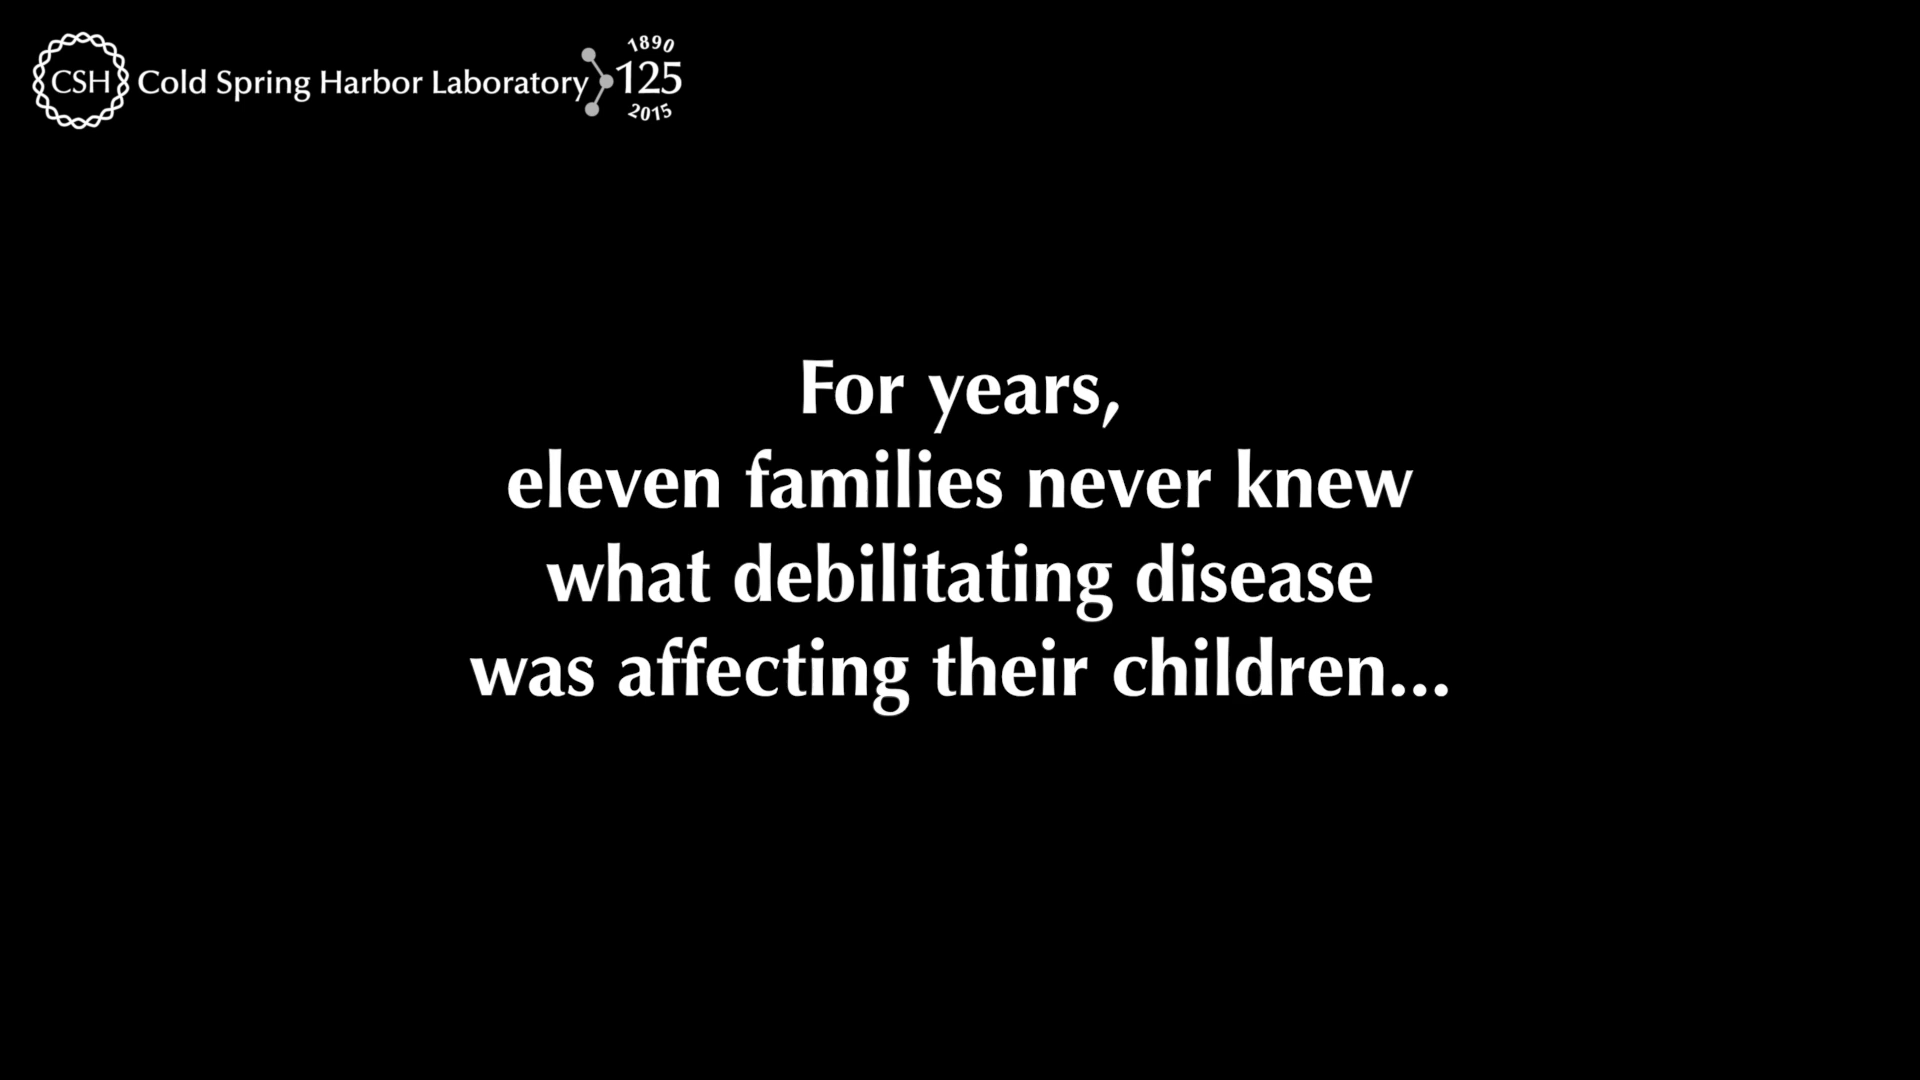 CSH Cold Spring Harbor Laboratory
1890
125
2015
For years,
eleven families never knew
what debilitating disease
was affecting their children...